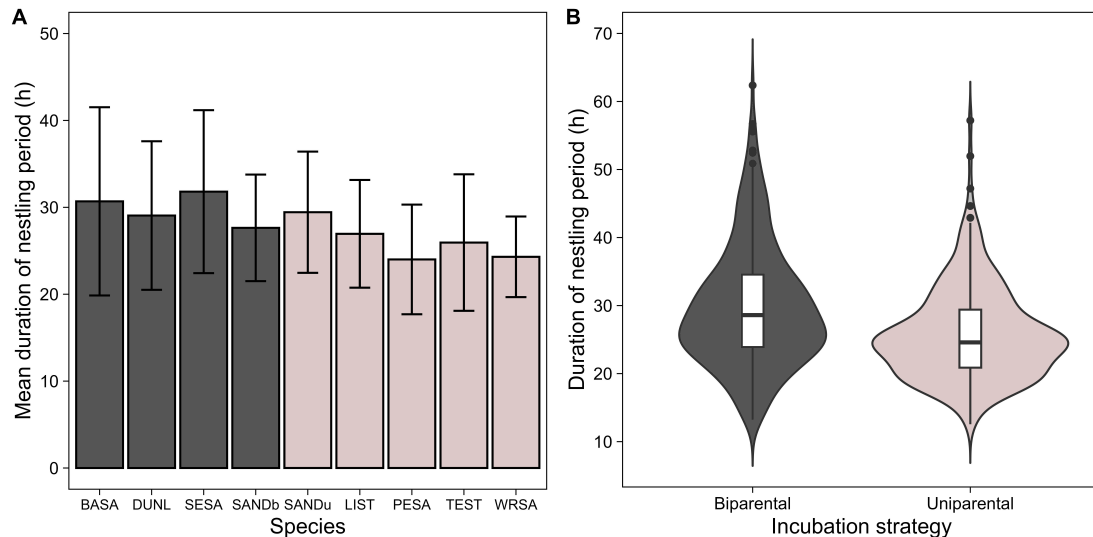 A
Mean duration of nestling period (h)
50
40
30
20
10
0
BASA DUNL SESA SANDb SANDu LIST PESA TEST WRSA
Species
B
Duration of nestling period (h)
70
60
50
40
30
20
10
Biparental Uniparental
Incubation strategy